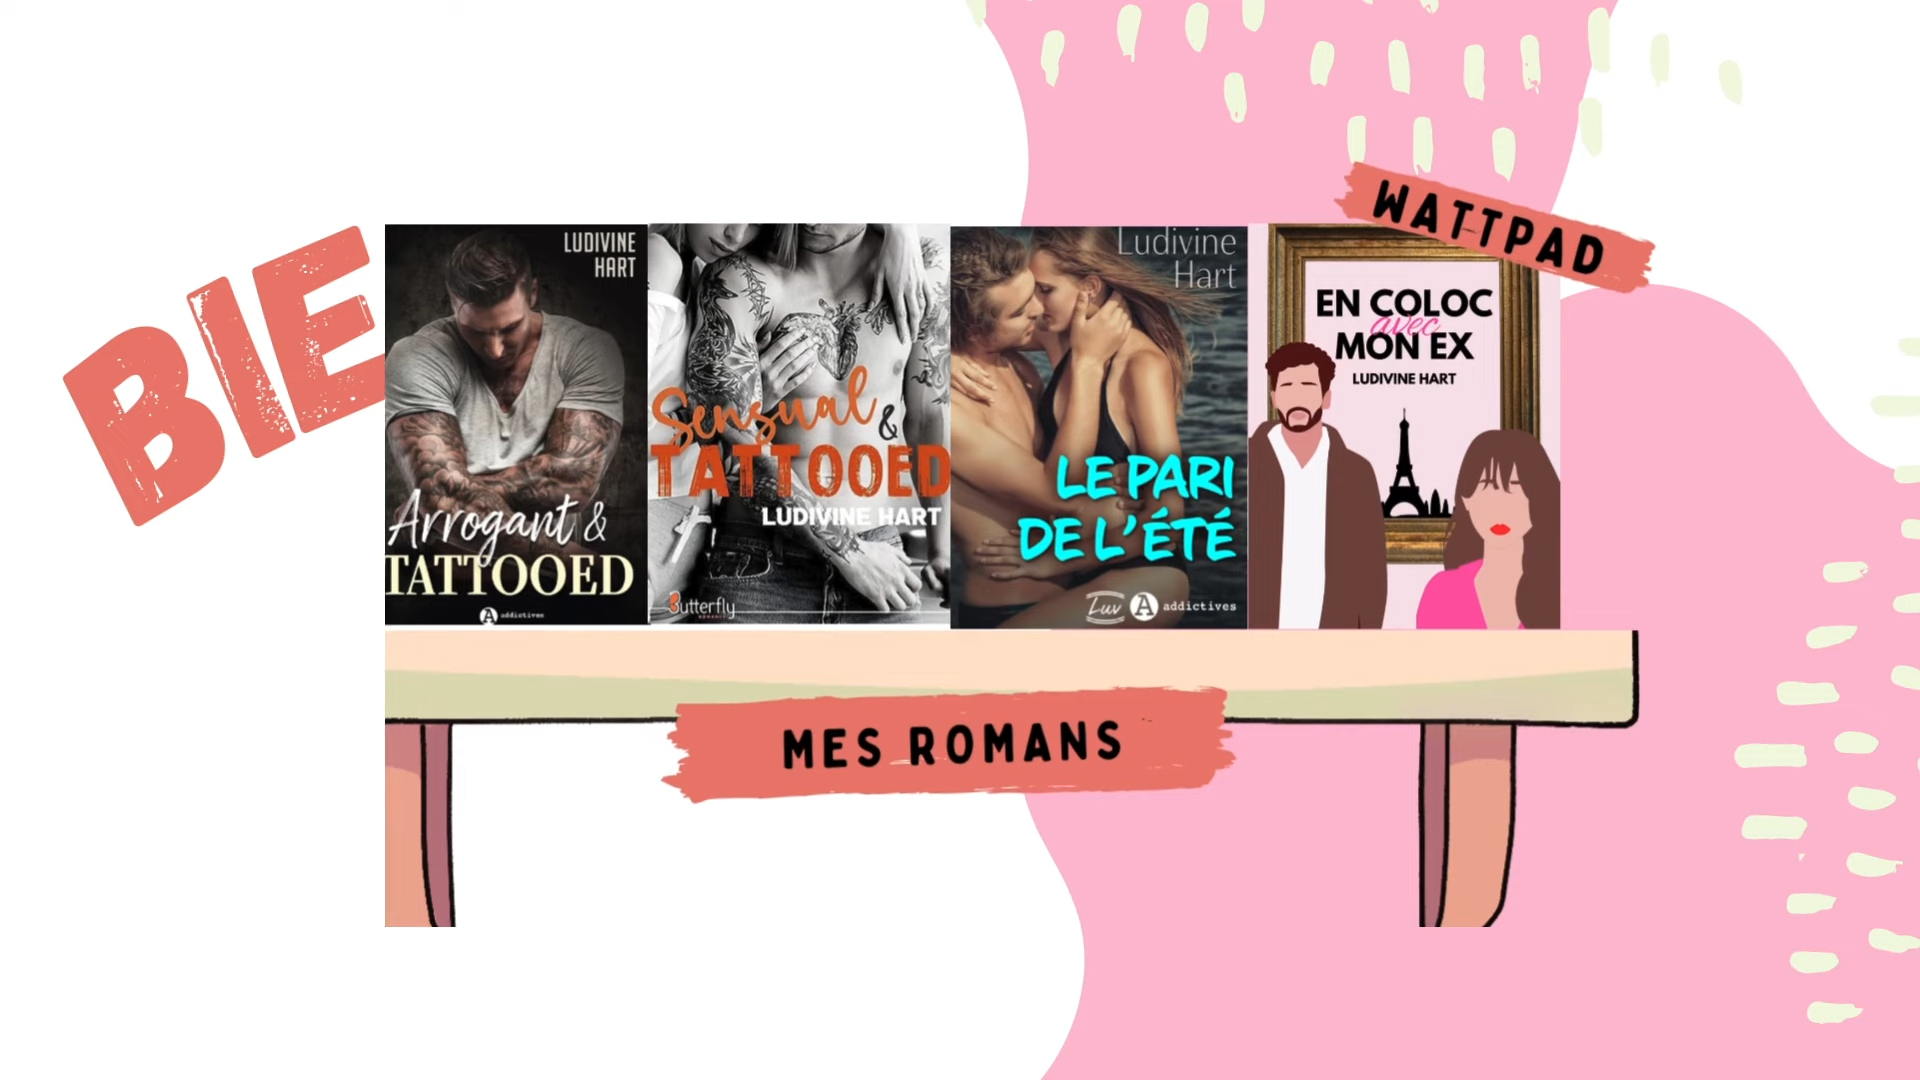 BIE
LUDIVINE
HART
Arrogant &
TATTOOED
A addictives
Sensual &
TATTOOED
LUDIVINE HART
Butterfly
ROMANCE
Ludivine
Hart
LE PARI
DE L'ÉTÉ
Luv A addictives
WATTPAD
EN COLOC
avec
MON EX
LUDIVINE HART
MES ROMANS